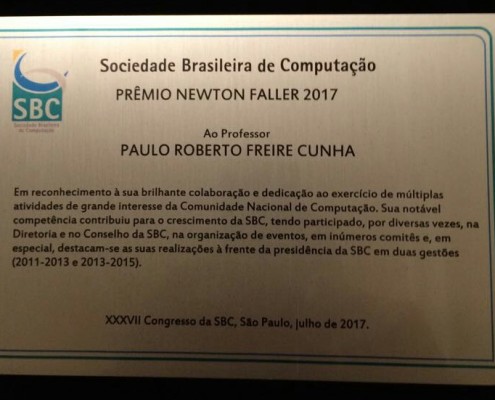 Sociedade Brasileira de Computação
PRÊMIO NEWTON FALLER 2017
SBC
Sociedade Brasileira
de Computação
Ao Professor
PAULO ROBERTO FREIRE CUNHA
Em reconhecimento à sua brilhante colaboração e dedicação ao exercício de múltiplas
atividades de grande interesse da Comunidade Nacional de Computação. Sua notável
competência contribuiu para o crescimento da SBC, tendo participado, por diversas vezes, na
Diretoria e no Conselho da SBC, na organização de eventos, em inúmeros comitês e, em
especial, destacam-se as suas realizações à frente da presidência da SBC em duas gestões
(2011-2013 e 2013-2015).
XXXVII Congresso da SBC, São Paulo, julho de 2017.